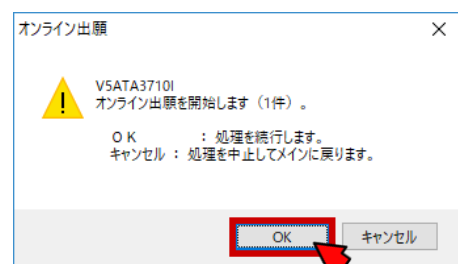 オンライン出願
V5ATA3710I
オンライン出願を開始します（1件）。
ＯＫ　　　：処理を続行します。
キャンセル：処理を中止してメインに戻ります。
OK
キャンセル